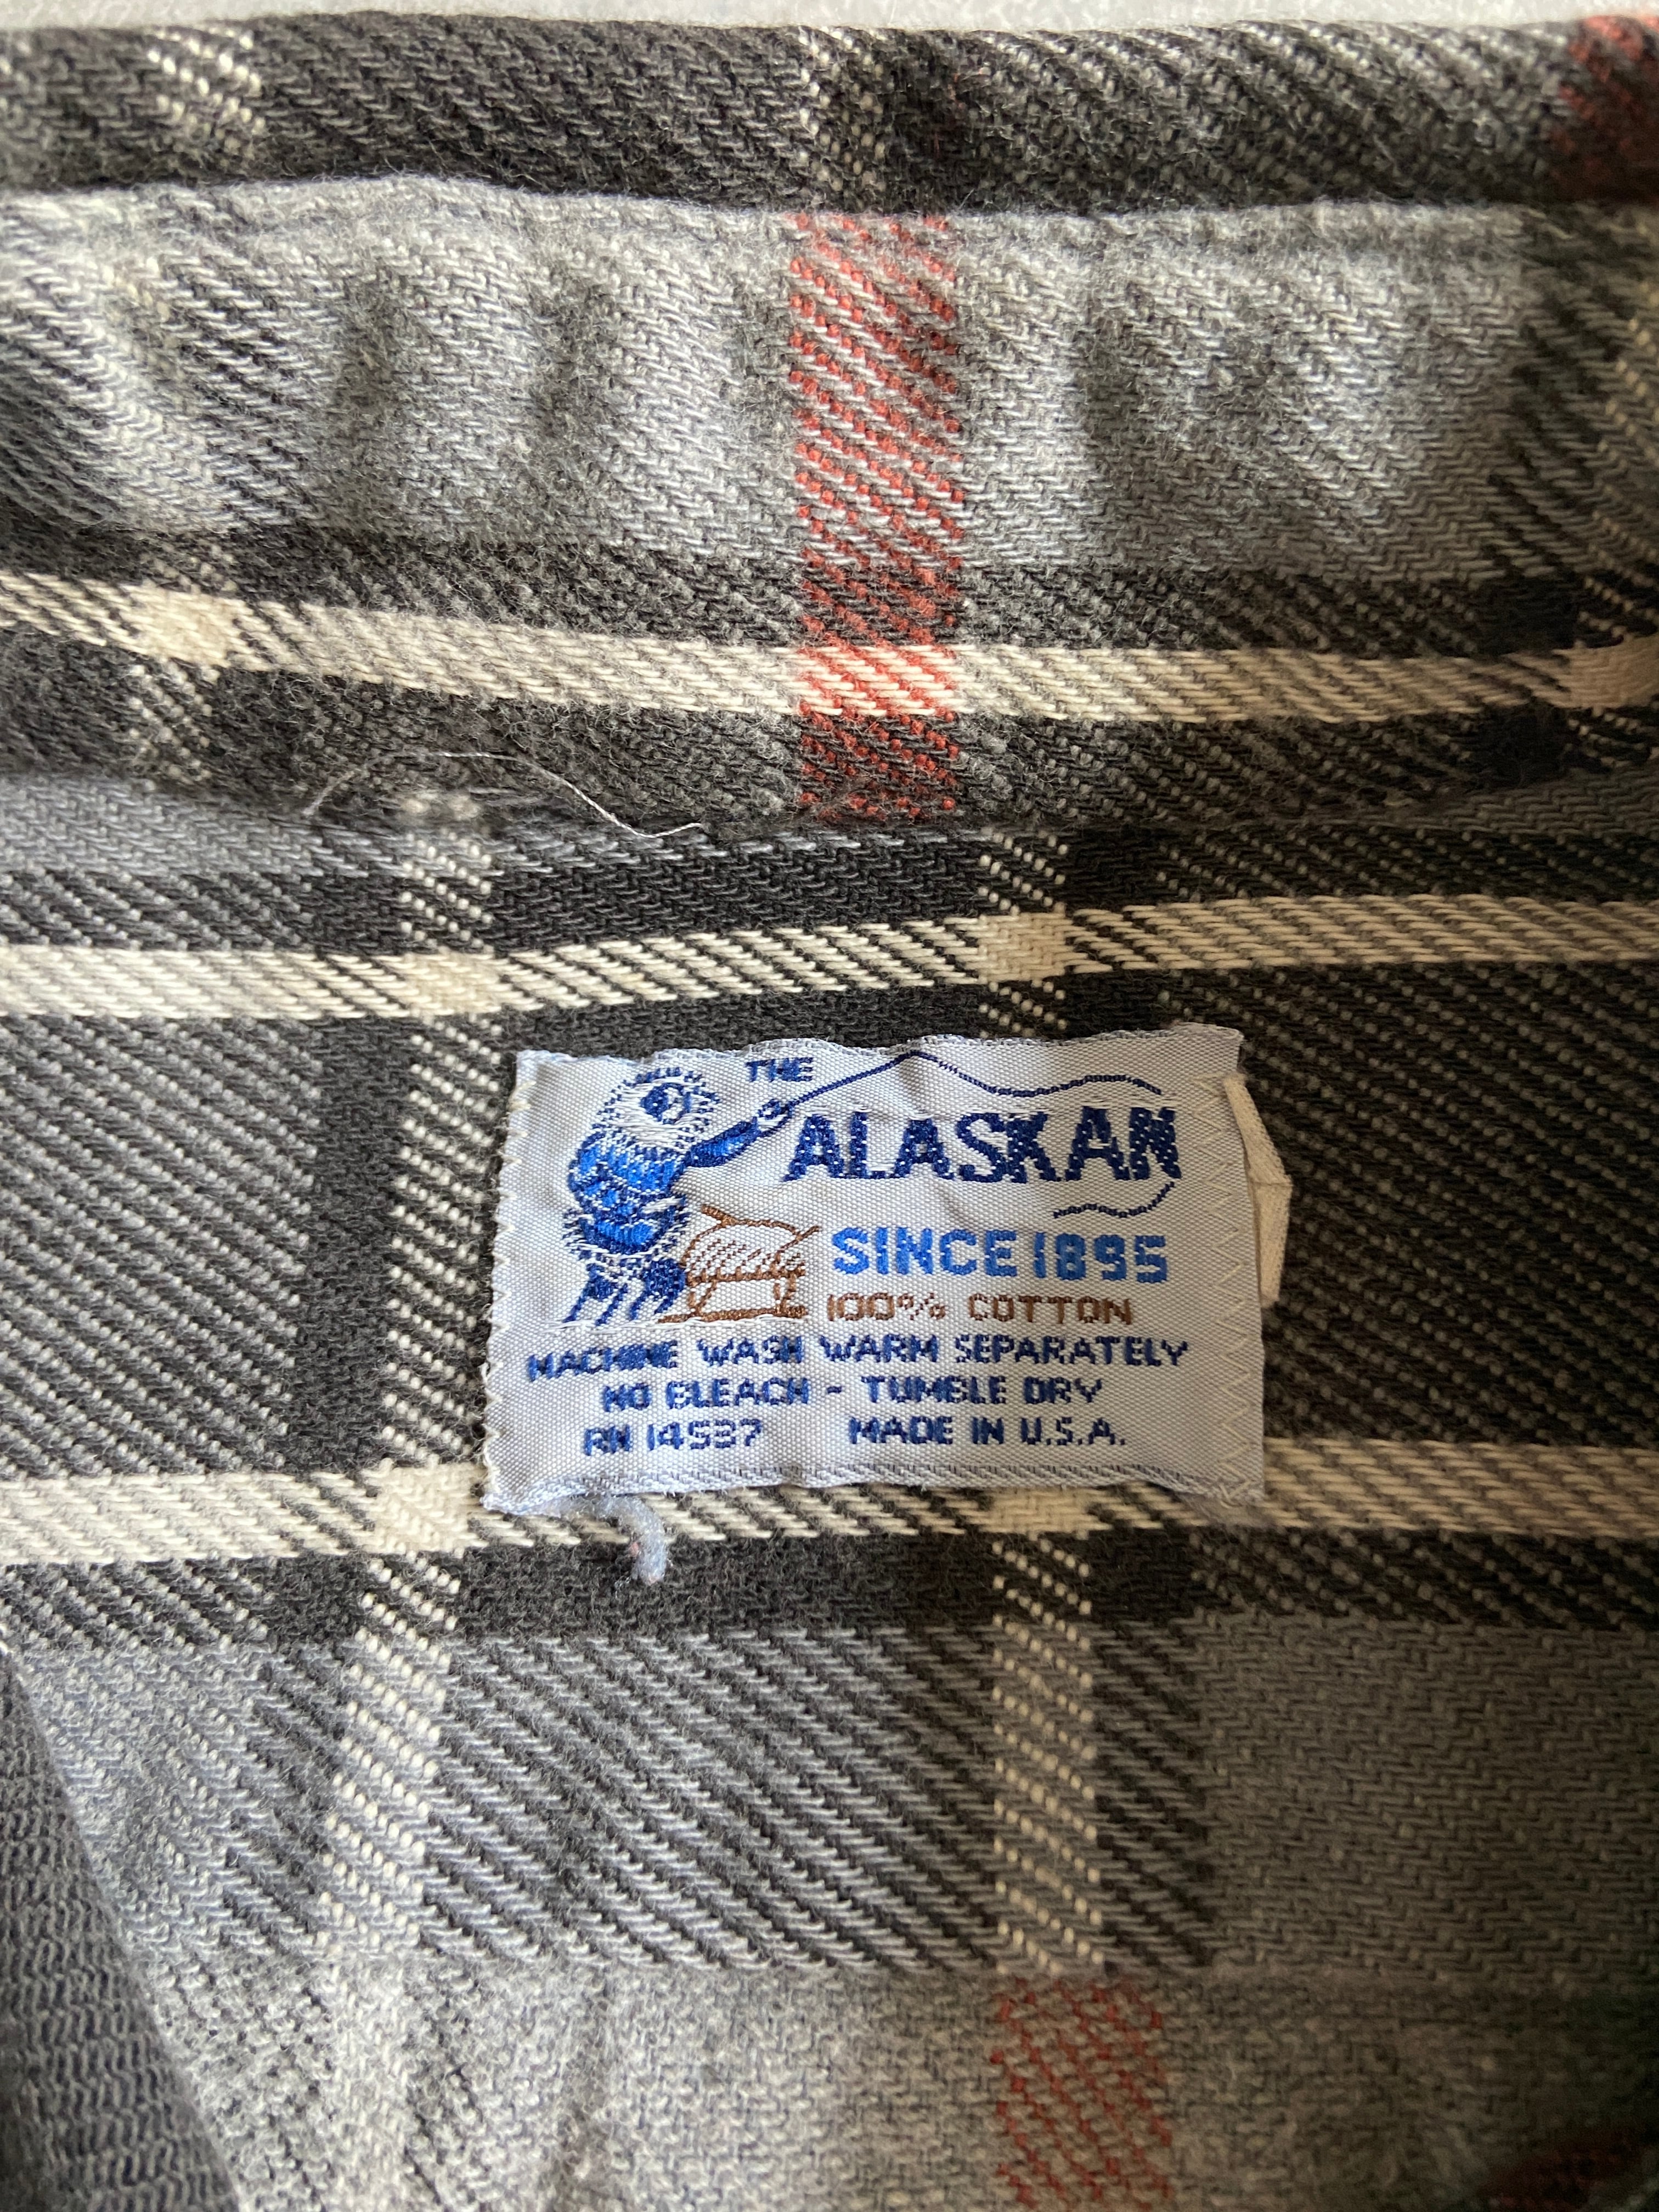 THE
ALASKAN
SINCE 1895
100% COTTON
MACHINE WASH WARM SEPARATELY
NO BLEACH - TUMBLE DRY
RN 14537 MADE IN U.S.A.